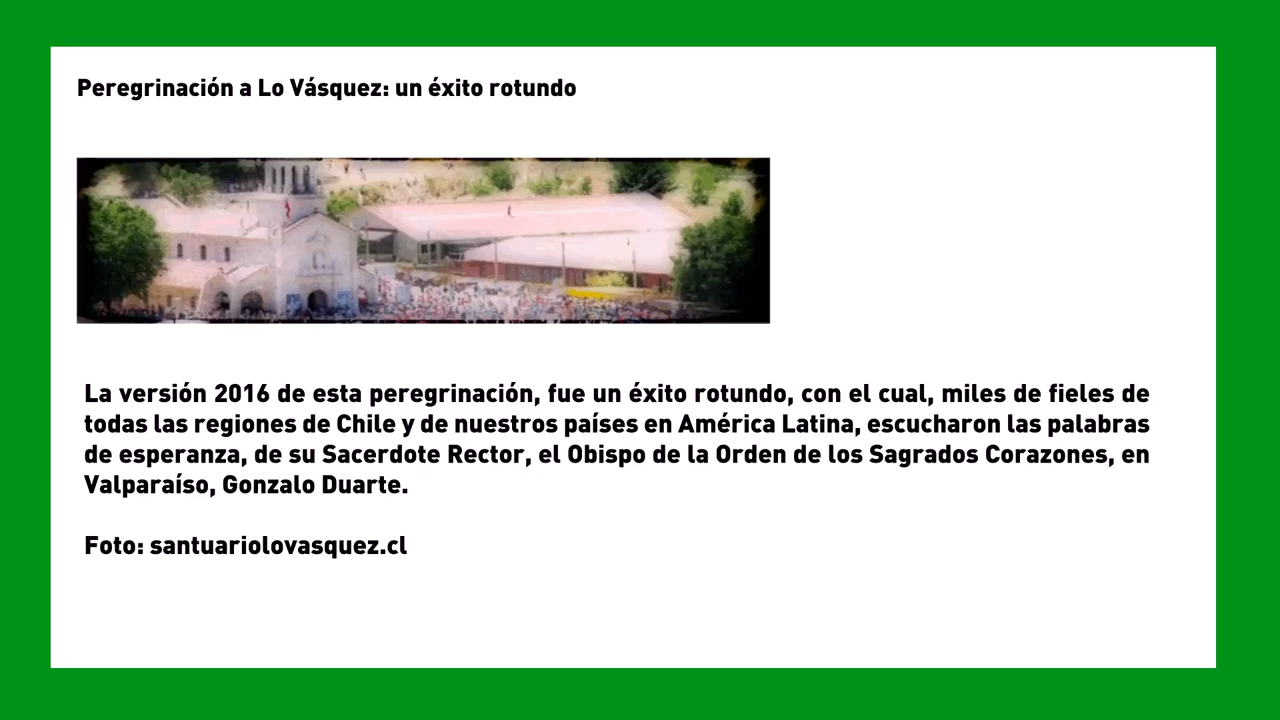 Peregrinación a Lo Vásquez: un éxito rotundo
La versión 2016 de esta peregrinación, fue un éxito rotundo, con el cual, miles de fieles de
todas las regiones de Chile y de nuestros países en América Latina, escucharon las palabras
de esperanza, de su Sacerdote Rector, el Obispo de la Orden de los Sagrados Corazones, en
Valparaíso, Gonzalo Duarte.
Foto: santuariolovasquez.cl